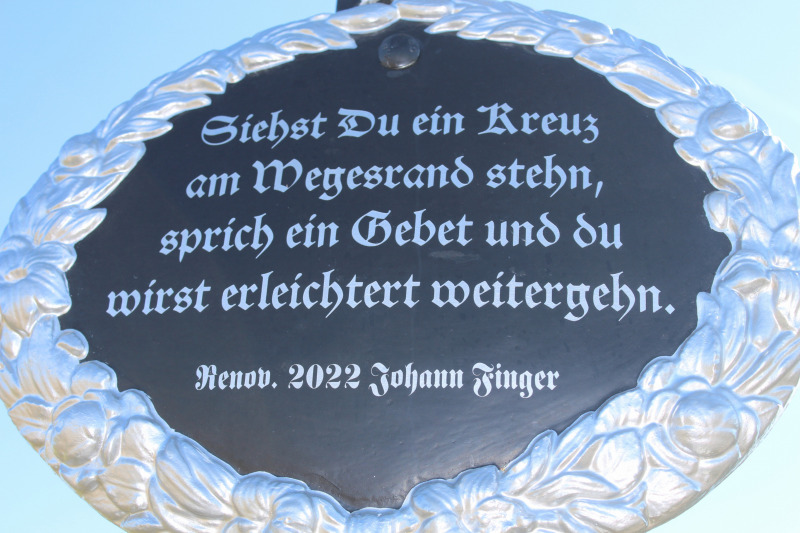 Siehst Du ein Kreuz
am Wegesrand stehn,
sprich ein Gebet und du
wirst erleichtert weitergehn.
Renov. 2022 Johann Finger